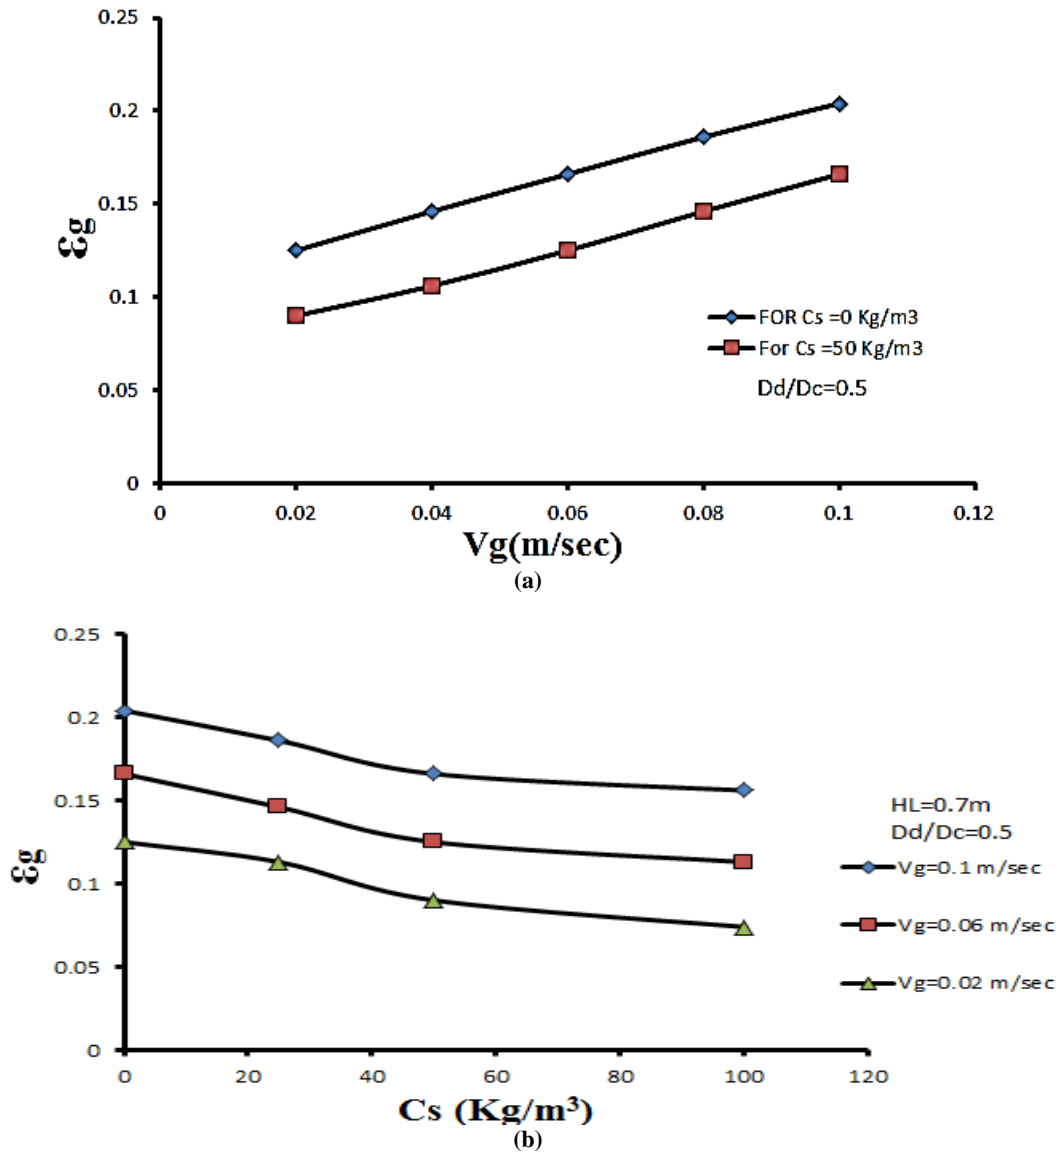 0.25
0.2
0.15
0.1
0.05
0
εg
FOR Cs =0 Kg/m3
For Cs =50 Kg/m3
Dd/Dc=0.5
0 0.02 0.04 0.06 0.08 0.1 0.12
Vg(m/sec)
(a)
0.25
0.2
0.15
0.1
0.05
0
εg
HL=0.7m
Dd/Dc=0.5
Vg=0.1 m/sec
Vg=0.06 m/sec
Vg=0.02 m/sec
0 20 40 60 80 100 120
Cs (Kg/m³)
(b)